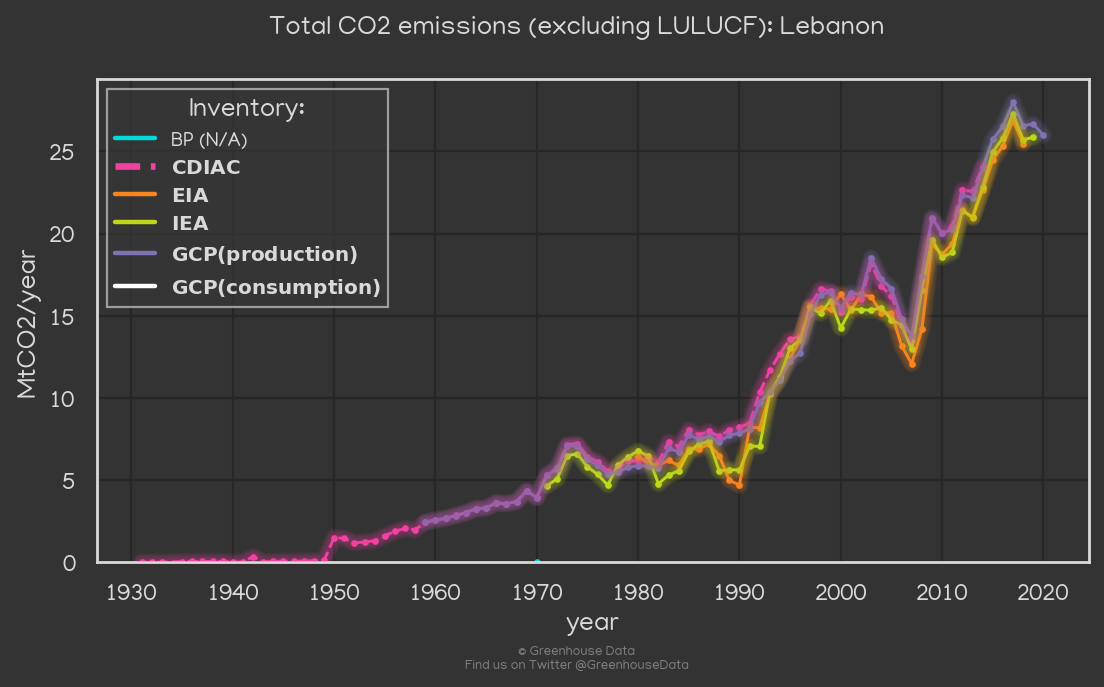 Total CO2 emissions (excluding LULUCF): Lebanon
Inventory:
BP (N/A)
CDIAC
EIA
IEA
GCP(production)
GCP(consumption)
MtCO2/year
25
20
15
10
5
0
1930 1940 1950 1960 1970 1980 1990 2000 2010 2020
year
© Greenhouse Data
Find us on Twitter @GreenhouseData